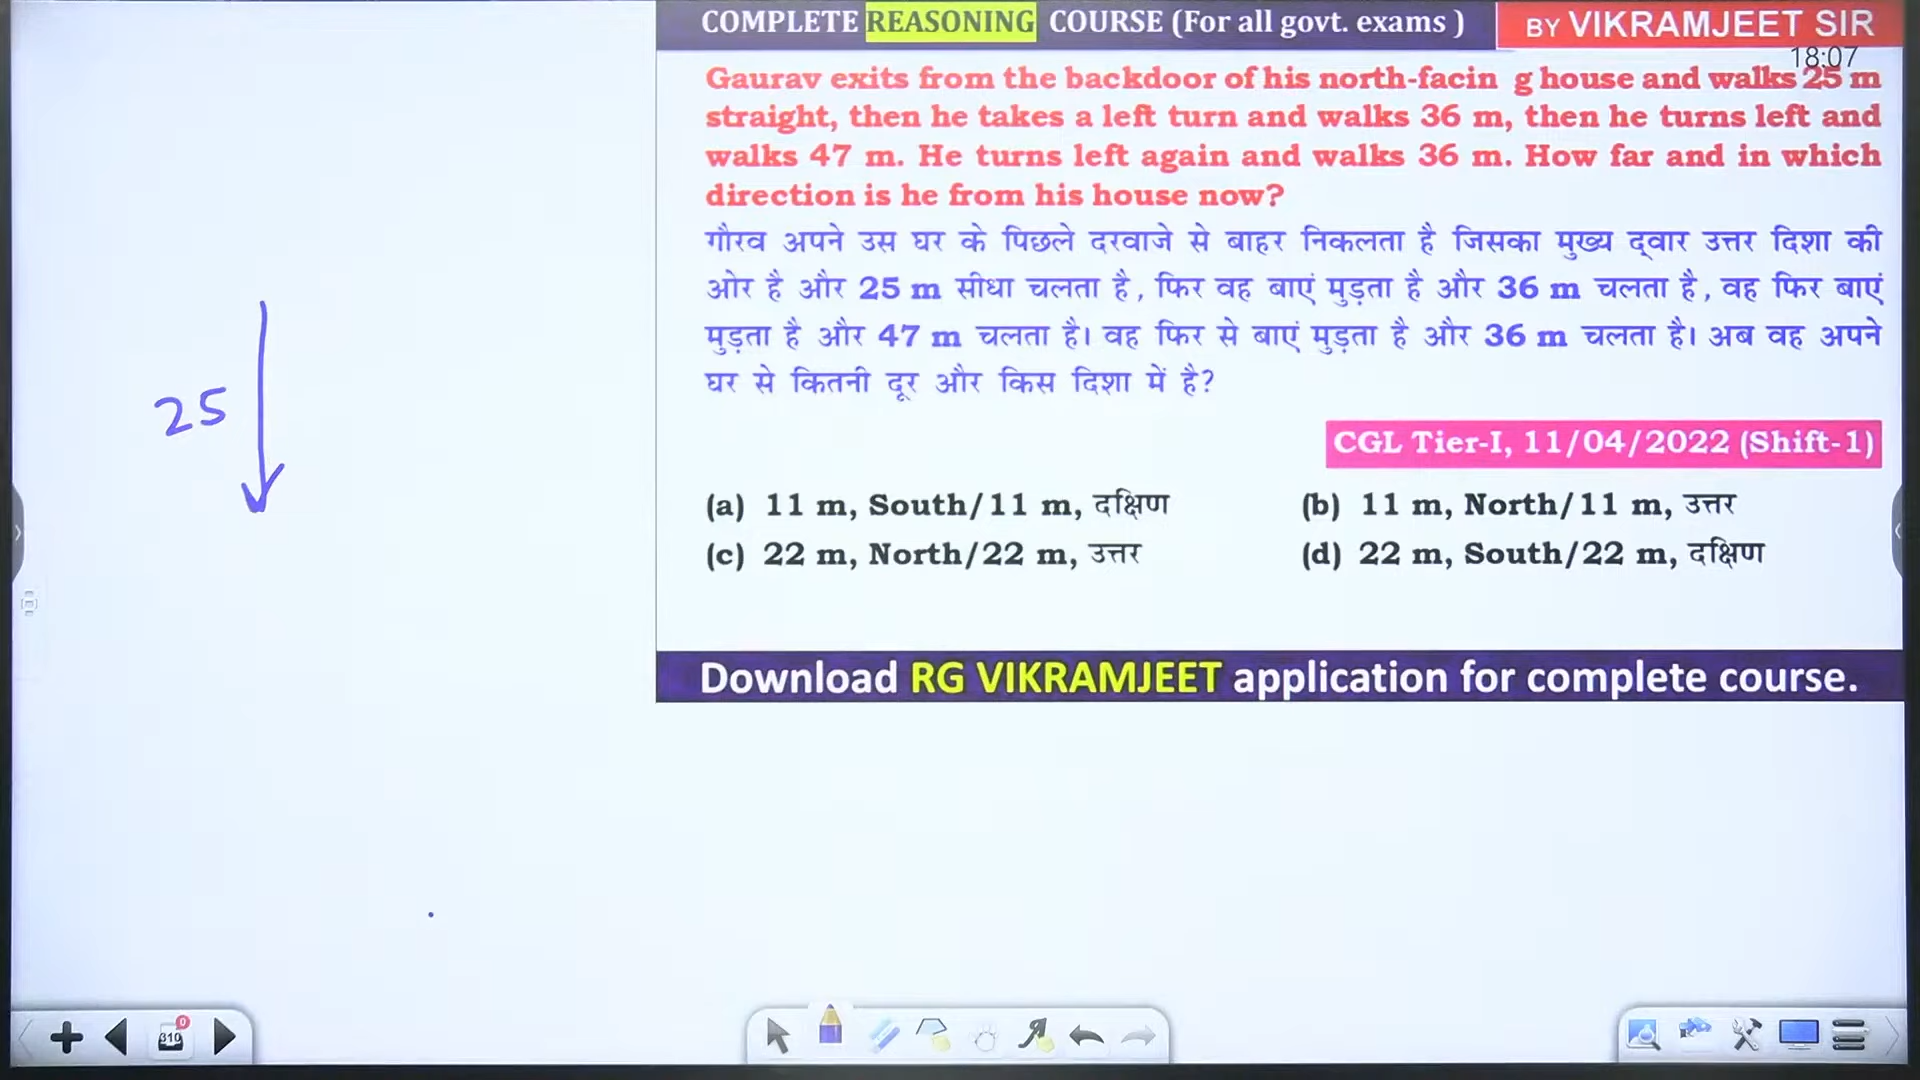 COMPLETE REASONING COURSE (For all govt. exams )
BY VIKRAMJEET SIR
18:07
Gaurav exits from the backdoor of his north-facin g house and walks 25 m
straight, then he takes a left turn and walks 36 m, then he turns left and
walks 47 m. He turns left again and walks 36 m. How far and in which
direction is he from his house now?
गौरव अपने उस घर के पिछले दरवाजे से बाहर निकलता है जिसका मुख्य द्वार उत्तर दिशा की
ओर है और 25 m सीधा चलता है, फिर वह बाएं मुड़ता है और 36 m चलता है, वह फिर बाएं
मुड़ता है और 47 m चलता है। वह फिर से बाएं मुड़ता है और 36 m चलता है। अब वह अपने
घर से कितनी दूर और किस दिशा में है?
25
CGL Tier-I, 11/04/2022 (Shift-1)
(a) 11 m, South/11 m, दक्षिण (b) 11 m, North/11 m, उत्तर
(c) 22 m, North/22 m, उत्तर (d) 22 m, South/22 m, दक्षिण
Download RG VIKRAMJEET application for complete course.
310
0